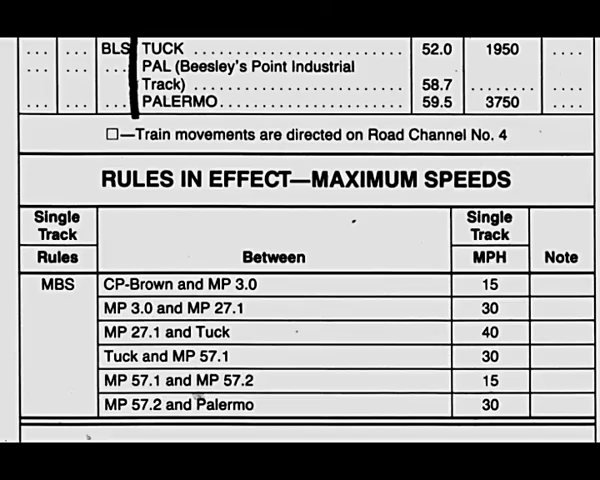 ... ... BLS TUCK .......................... 52.0 1950 ....
... ... ... PAL (Beesley's Point Industrial
Track) .......................... 58.7 ........ ....
... ... ... PALERMO .......................... 59.5 3750 ....
☐—Train movements are directed on Road Channel No. 4
RULES IN EFFECT—MAXIMUM SPEEDS
Single Track Rules Between Single Track MPH Note
MBS CP-Brown and MP 3.0 15
MP 3.0 and MP 27.1 30
MP 27.1 and Tuck 40
Tuck and MP 57.1 30
MP 57.1 and MP 57.2 15
MP 57.2 and Palermo 30